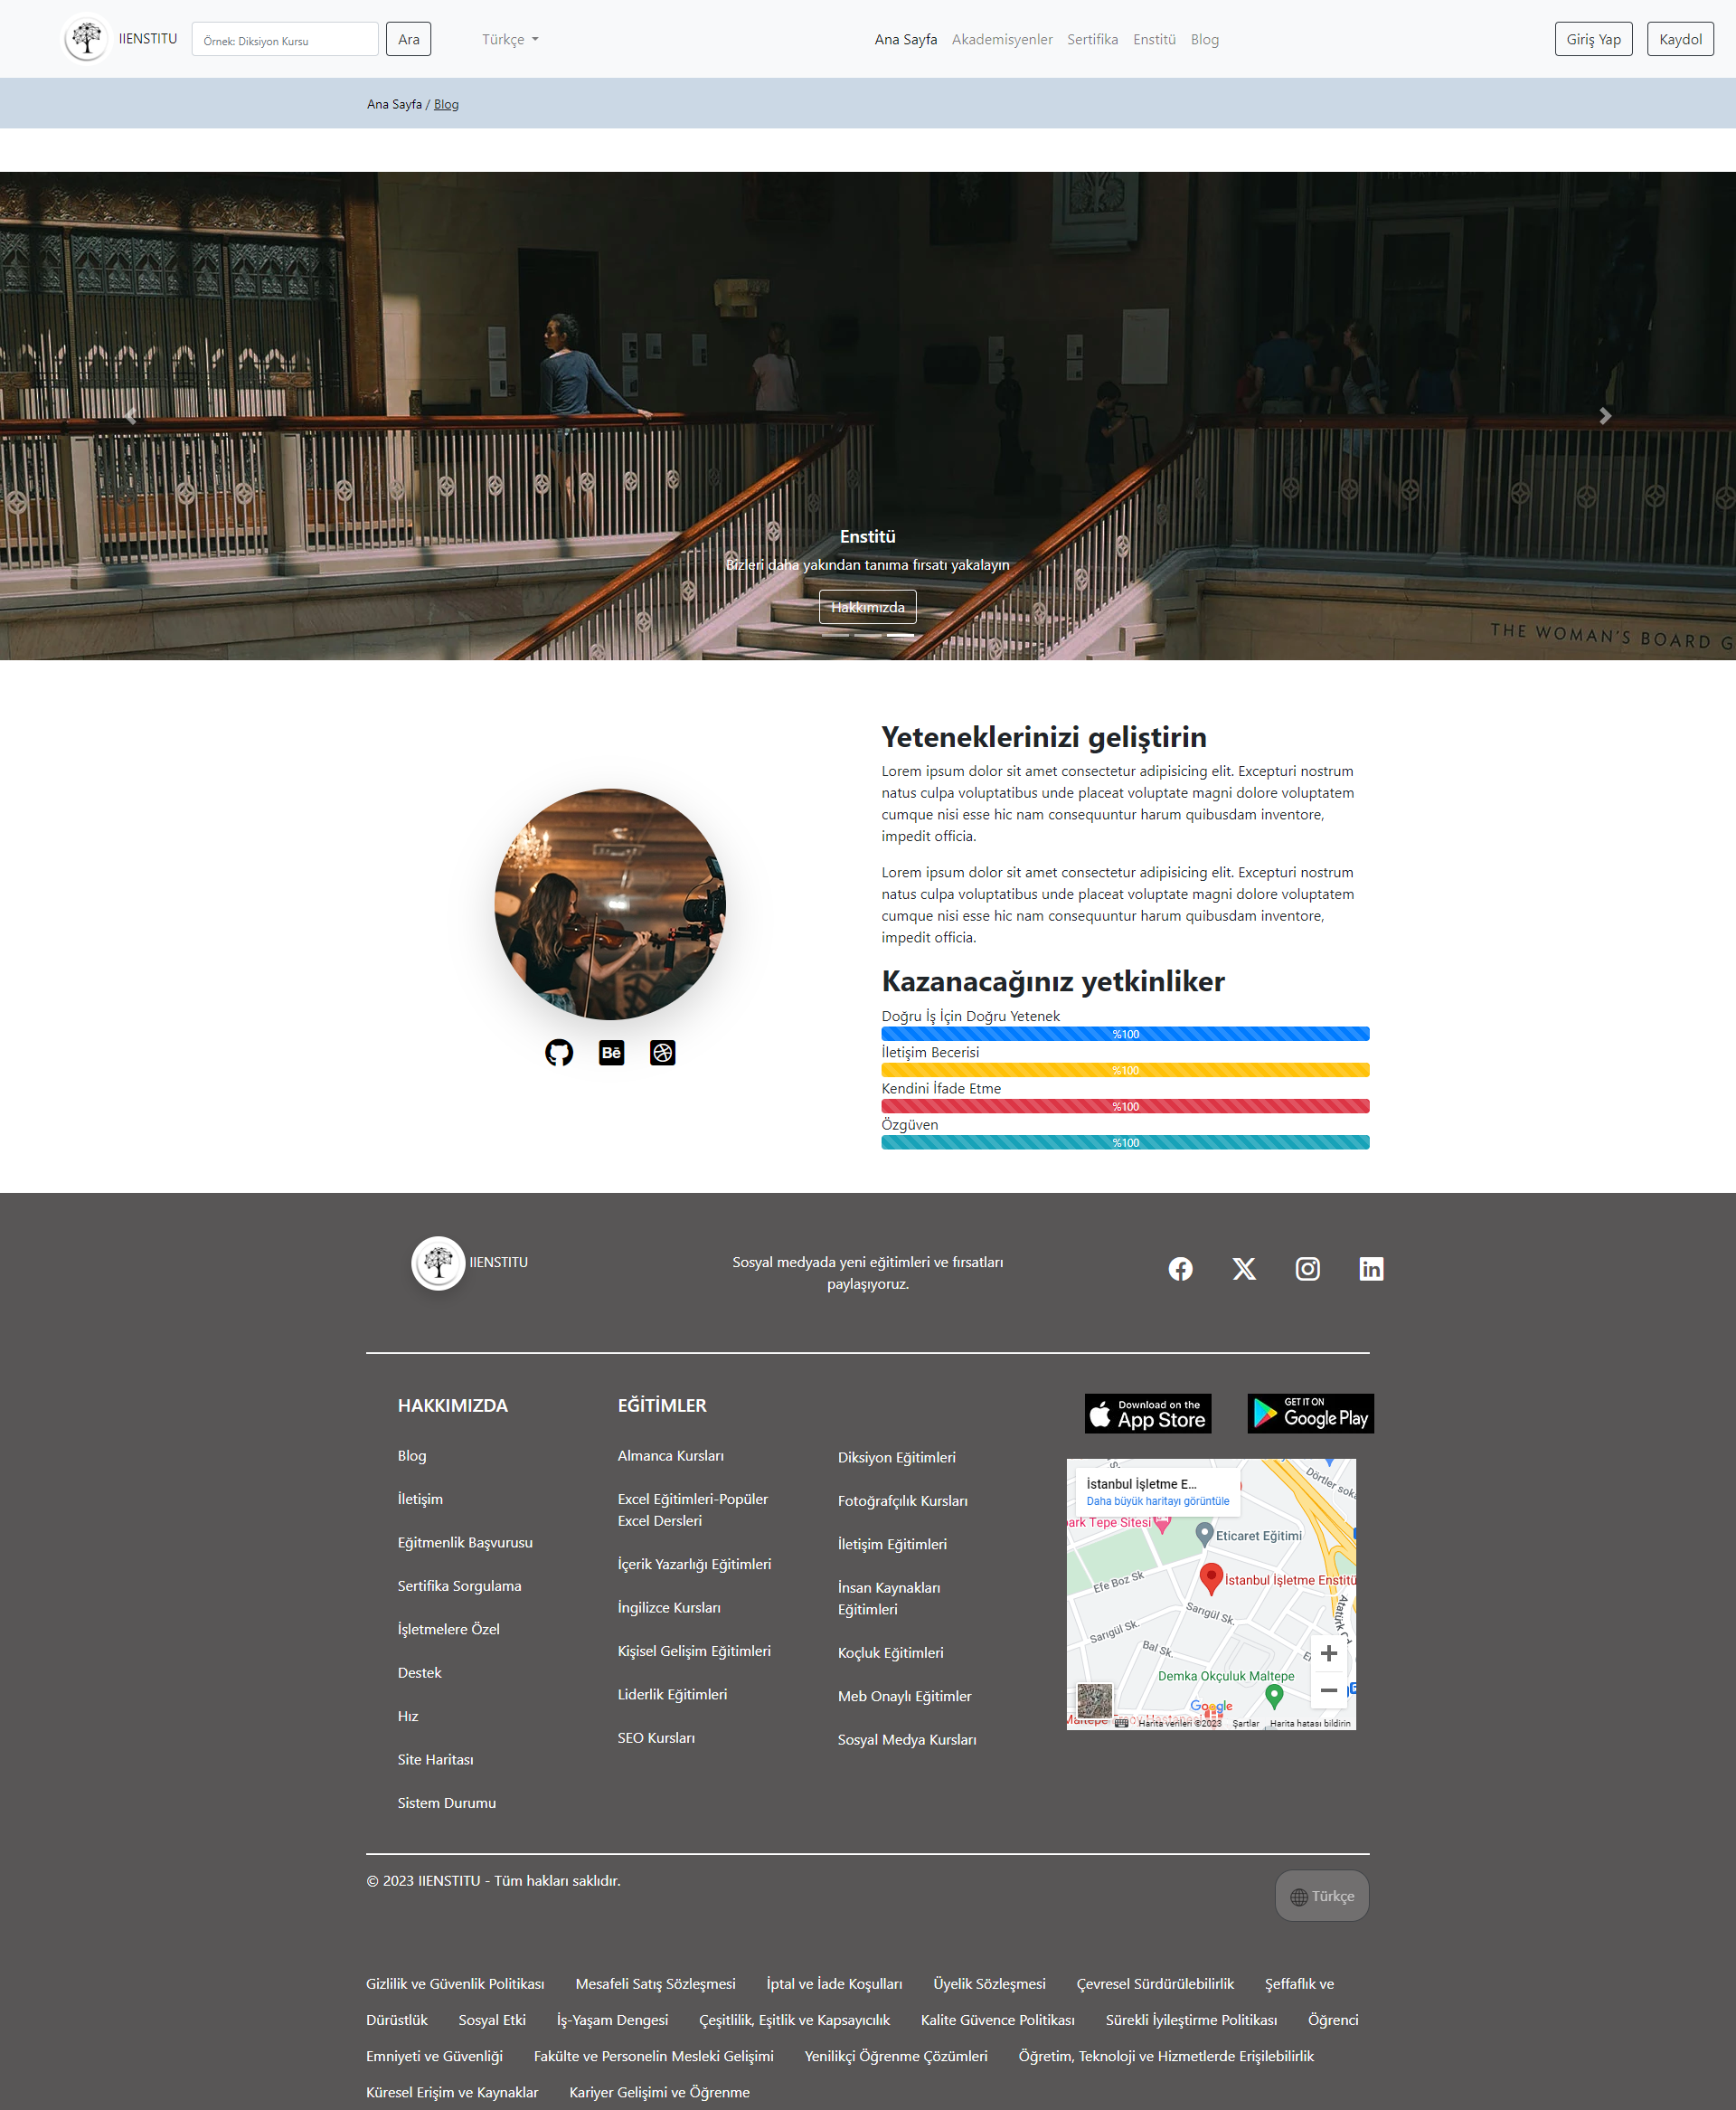 IIENSTITU
Örnek: Diksiyon Kursu
Ara
Türkçe
Ana Sayfa
Akademisyenler
Sertifika
Enstitü
Blog
Giriş Yap
Kaydol
Ana Sayfa / Blog
Enstitü
Bizleri daha yakından tanıma fırsatı yakalayın
Hakkımızda
THE WOMAN'S BOARD G
Yeteneklerinizi geliştirin
Lorem ipsum dolor sit amet consectetur adipisicing elit. Excepturi nostrum
natus culpa voluptatibus unde placeat voluptate magni dolore voluptatem
cumque nisi esse hic nam consequuntur harum quibusdam inventore,
impedit officia.
Lorem ipsum dolor sit amet consectetur adipisicing elit. Excepturi nostrum
natus culpa voluptatibus unde placeat voluptate magni dolore voluptatem
cumque nisi esse hic nam consequuntur harum quibusdam inventore,
impedit officia.
Kazanacağınız yetkinliker
Doğru İş İçin Doğru Yetenek
%100
İletişim Becerisi
%100
Kendini İfade Etme
%100
Özgüven
%100
Bē
IIENSTITU
Sosyal medyada yeni eğitimleri ve fırsatları
paylaşıyoruz.
HAKKIMIZDA
Blog
İletişim
Eğitmenlik Başvurusu
Sertifika Sorgulama
İşletmelere Özel
Destek
Hız
Site Haritası
Sistem Durumu
EĞİTİMLER
Almanca Kursları
Excel Eğitimleri-Popüler
Excel Dersleri
İçerik Yazarlığı Eğitimleri
İngilizce Kursları
Kişisel Gelişim Eğitimleri
Liderlik Eğitimleri
SEO Kursları
Diksiyon Eğitimleri
Fotoğrafçılık Kursları
İletişim Eğitimleri
İnsan Kaynakları
Eğitimleri
Koçluk Eğitimleri
Meb Onaylı Eğitimler
Sosyal Medya Kursları
Download on the
App Store
GET IT ON
Google Play
İstanbul İşletme E...
Daha büyük haritayı görüntüle
Dörtler soka
park Tepe Sitesi
Eticaret Eğitimi
Efe Boz Sk
İstanbul İşletme Enstitü
Sarıgül Sk.
Sarıgül Sk.
Atatürk C
Bal Sk.
Demka Okçuluk Maltepe
Google
Maltepe
Harita verileri ©2023
Şartlar
Harita hatası bildirin
© 2023 IIENSTITU - Tüm hakları saklıdır.
Türkçe
Gizlilik ve Güvenlik Politikası Mesafeli Satış Sözleşmesi İptal ve İade Koşulları Üyelik Sözleşmesi Çevresel Sürdürülebilirlik Şeffaflık ve
Dürüstlük Sosyal Etki İş-Yaşam Dengesi Çeşitlilik, Eşitlik ve Kapsayıcılık Kalite Güvence Politikası Sürekli İyileştirme Politikası Öğrenci
Emniyeti ve Güvenliği Fakülte ve Personelin Mesleki Gelişimi Yenilikçi Öğrenme Çözümleri Öğretim, Teknoloji ve Hizmetlerde Erişilebilirlik
Küresel Erişim ve Kaynaklar Kariyer Gelişimi ve Öğrenme